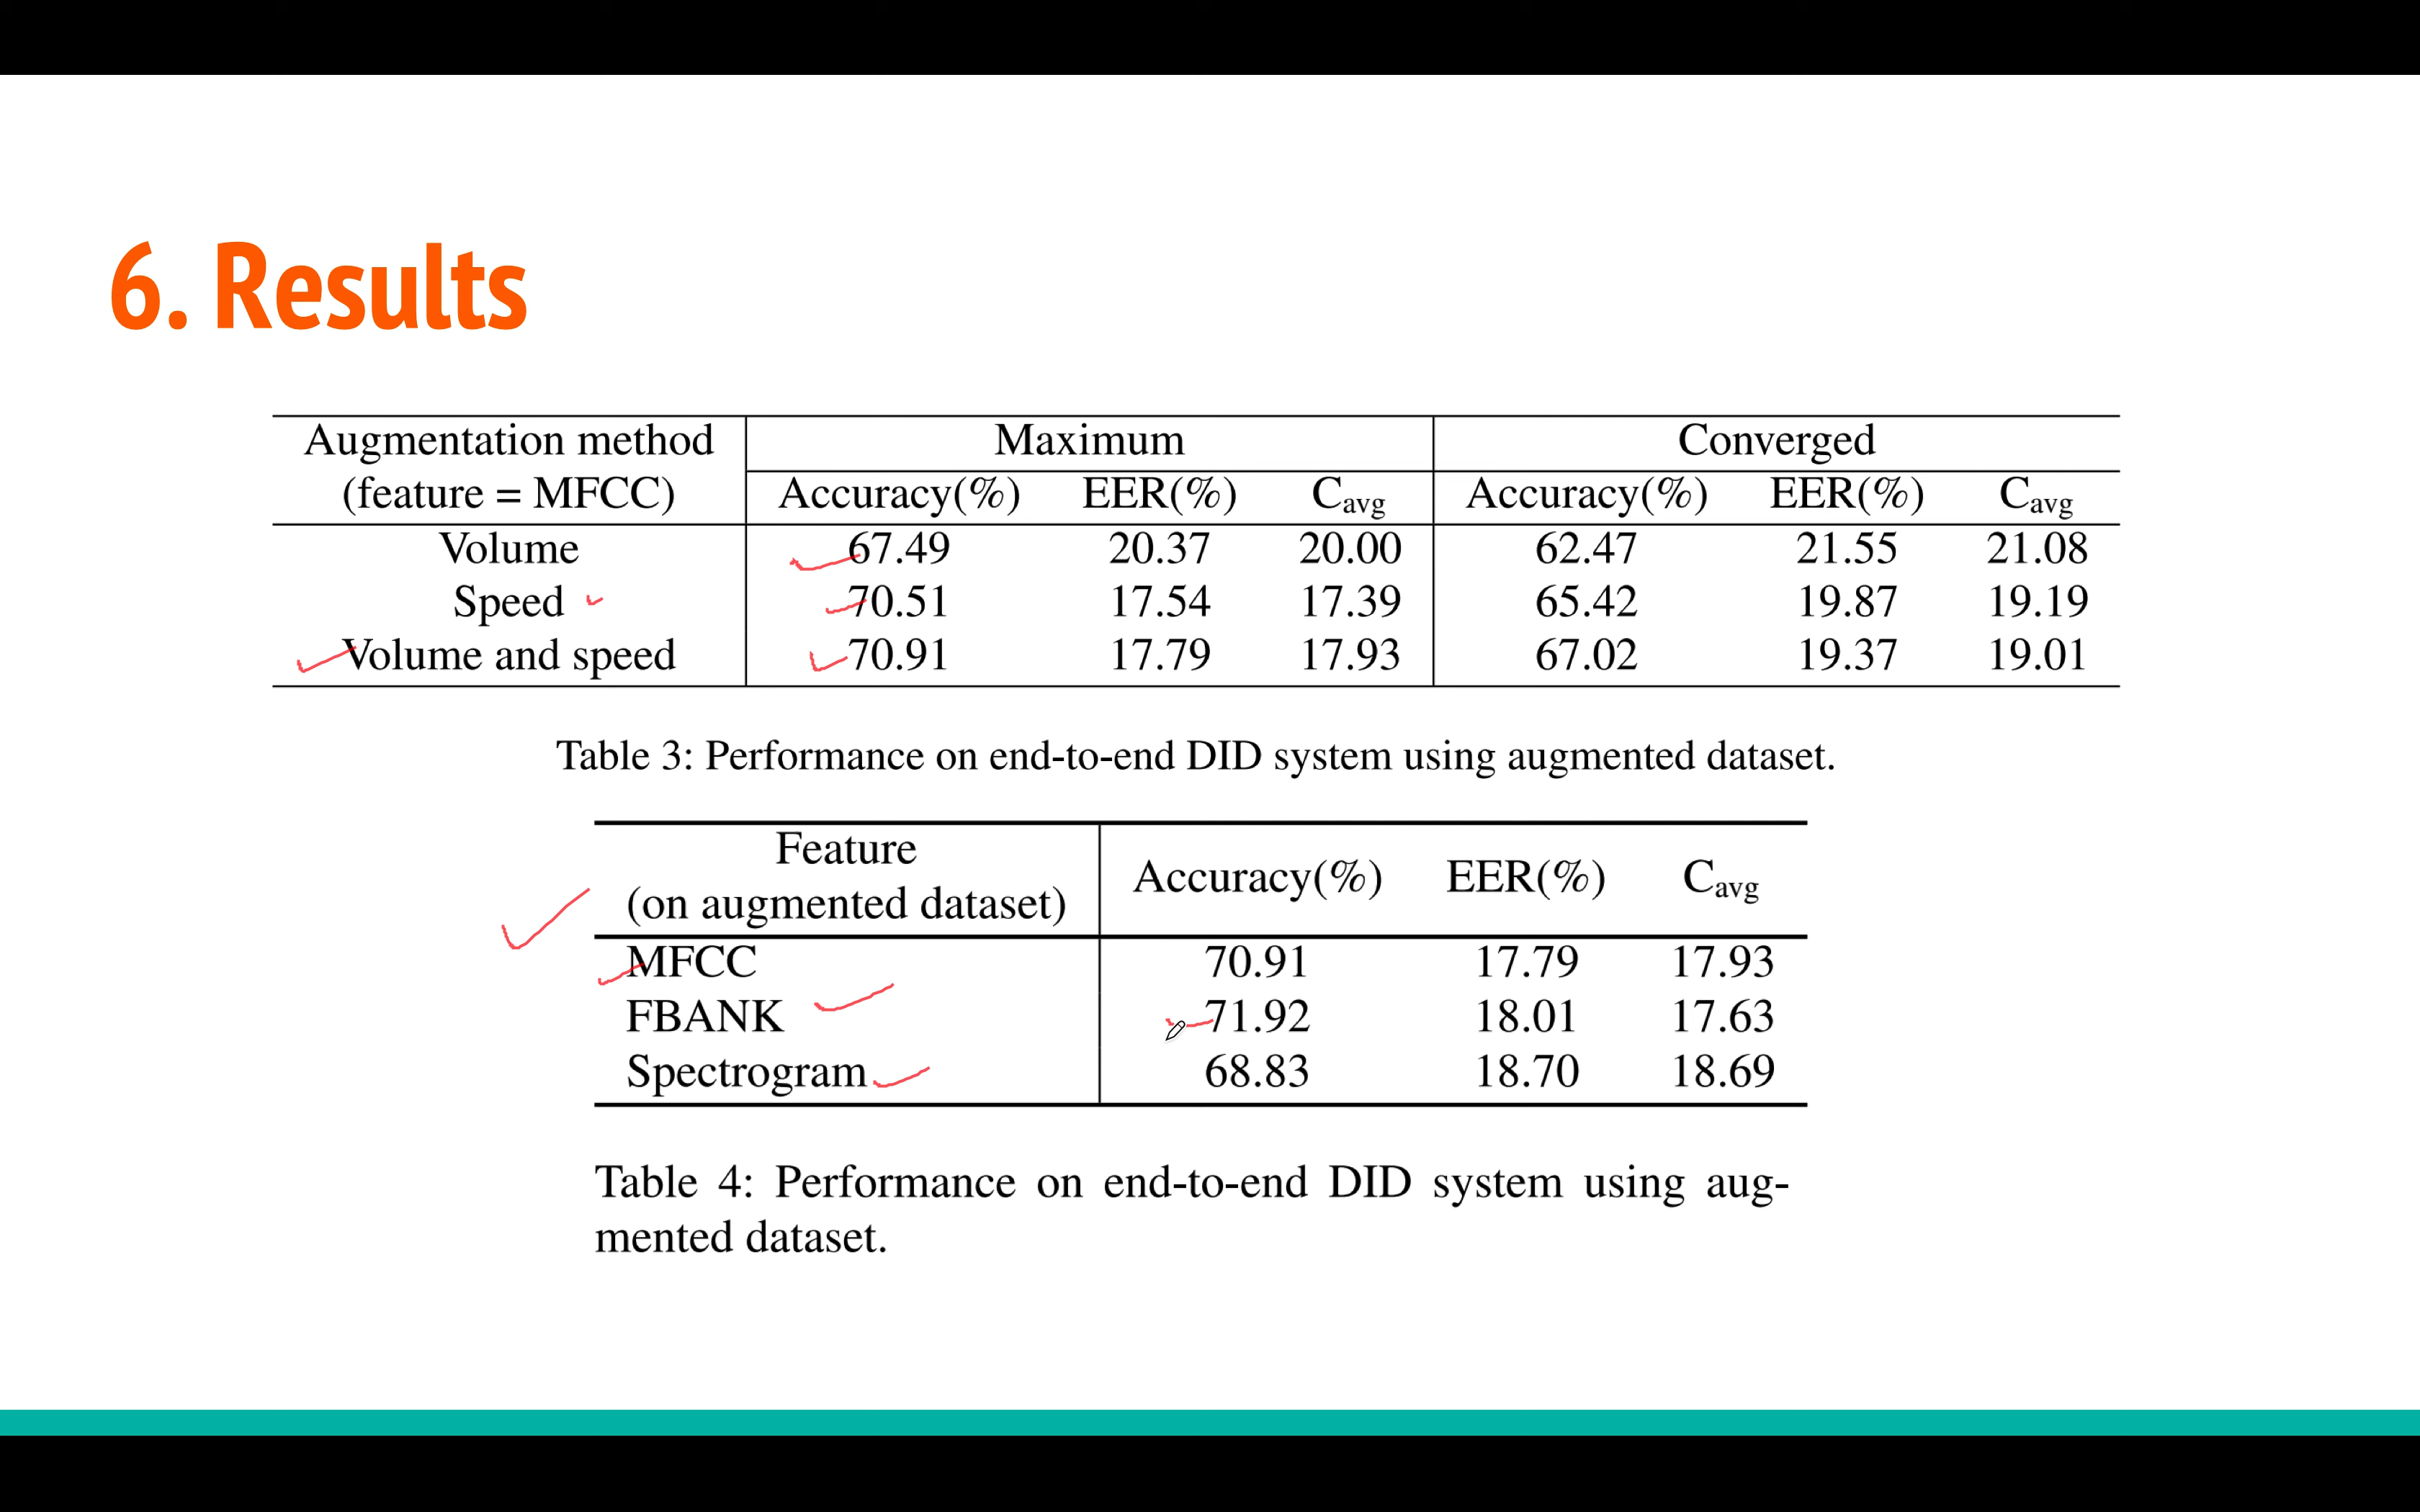 6. Results
Augmentation method Maximum Converged
(feature = MFCC) Accuracy(%) EER(%) Cavg Accuracy(%) EER(%) Cavg
Volume 67.49 20.37 20.00 62.47 21.55 21.08
Speed 70.51 17.54 17.39 65.42 19.87 19.19
Volume and speed 70.91 17.79 17.93 67.02 19.37 19.01
Table 3: Performance on end-to-end DID system using augmented dataset.
Feature
(on augmented dataset) Accuracy(%) EER(%) Cavg
MFCC 70.91 17.79 17.93
FBANK 71.92 18.01 17.63
Spectrogram 68.83 18.70 18.69
Table 4: Performance on end-to-end DID system using aug-
mented dataset.